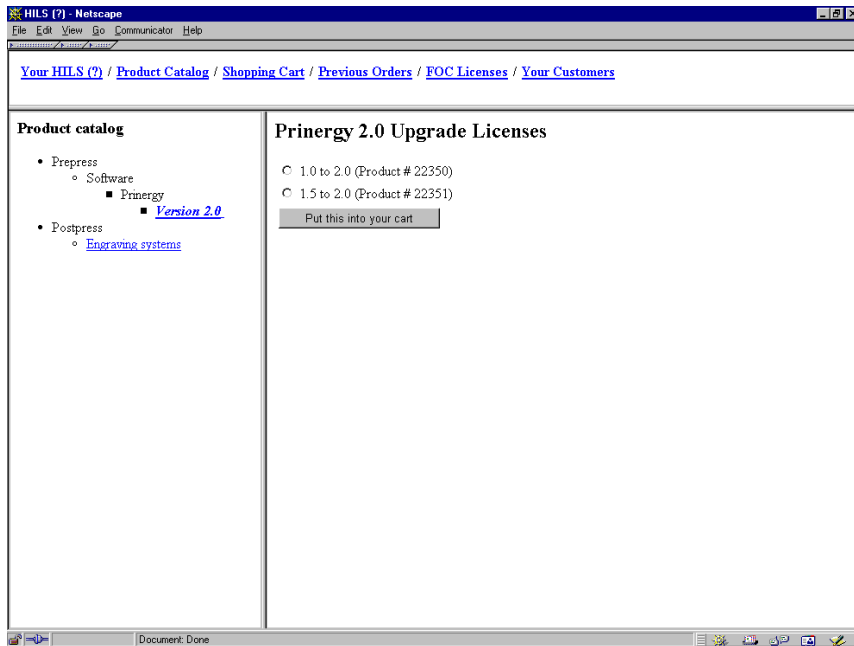 HILS (?) - Netscape
File Edit View Go Communicator Help
Your HILS (?) / Product Catalog / Shopping Cart / Previous Orders / FOC Licenses / Your Customers
Product catalog
Prepress
Software
Prinergy
Version 2.0
Postpress
Engraving systems
Prinergy 2.0 Upgrade Licenses
1.0 to 2.0 (Product # 22350)
1.5 to 2.0 (Product # 22351)
Put this into your cart
Document: Done